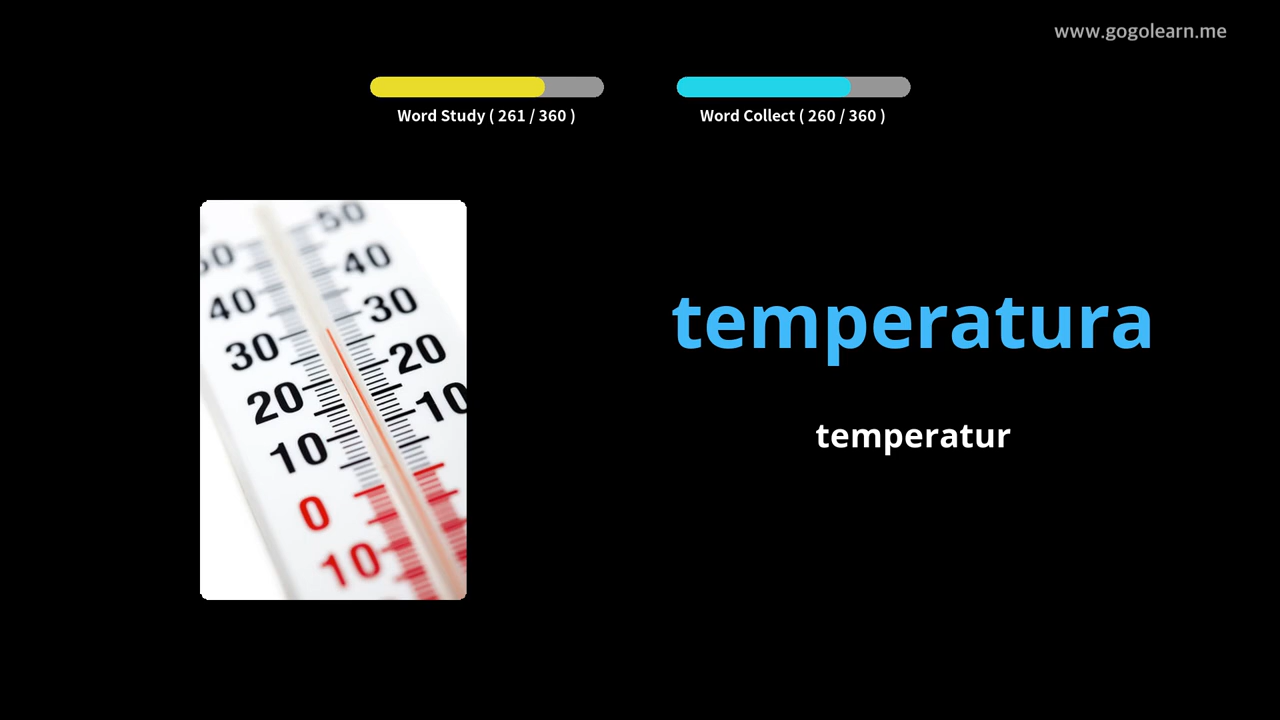 www.gogolearn.me
Word Study ( 261 / 360 )
Word Collect ( 260 / 360 )
50
40
30
20
10
40
30
20
10
0
10
temperatura
temperatur